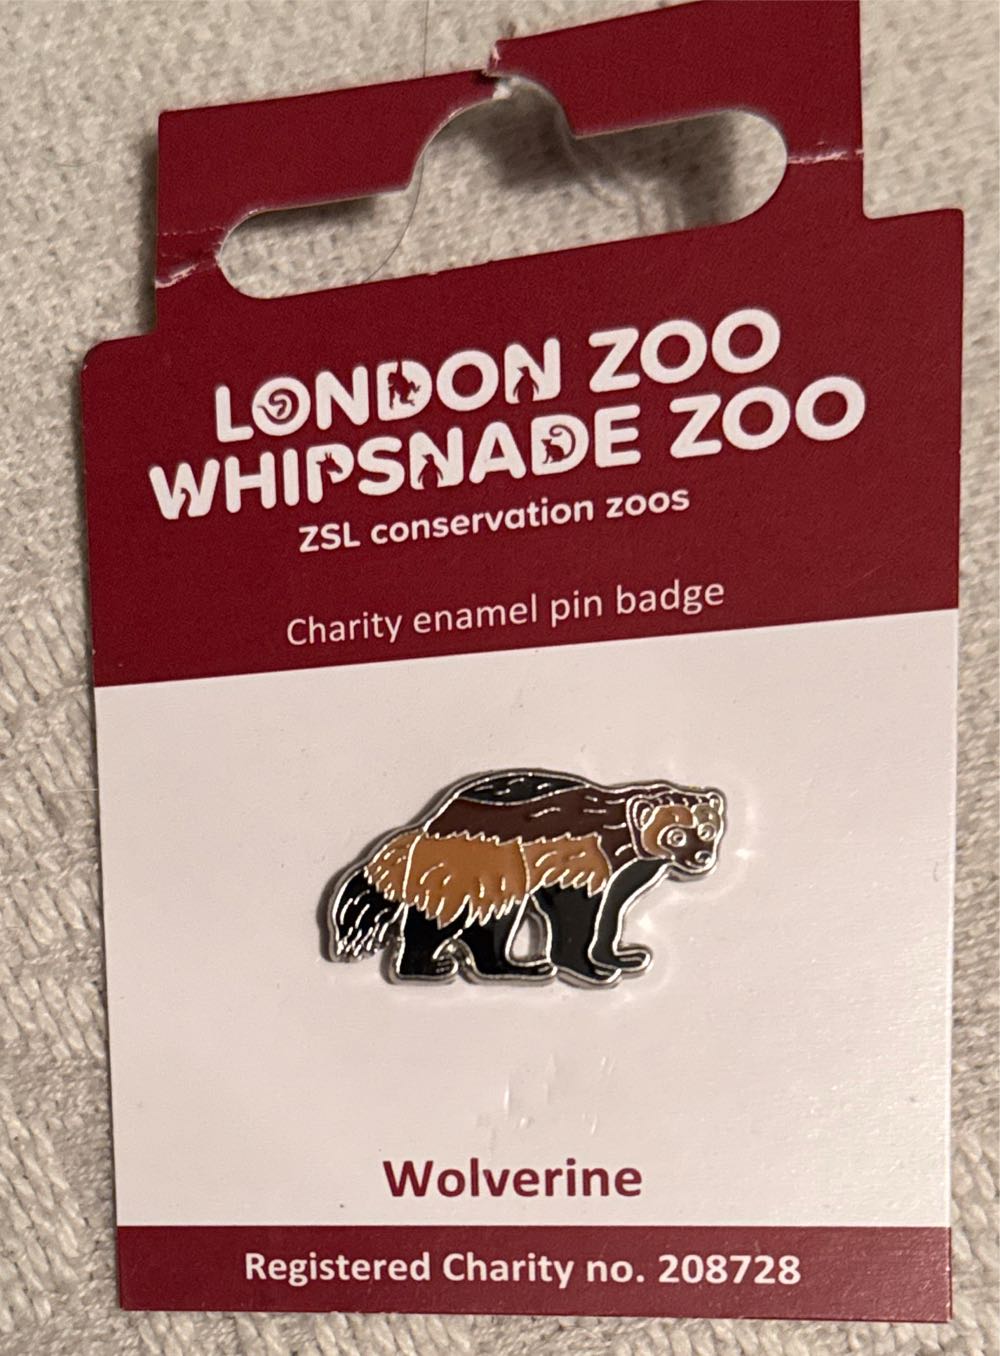 LONDON ZOO
WHIPSNADE ZOO
ZSL conservation zoos
Charity enamel pin badge
Wolverine
Registered Charity no. 208728